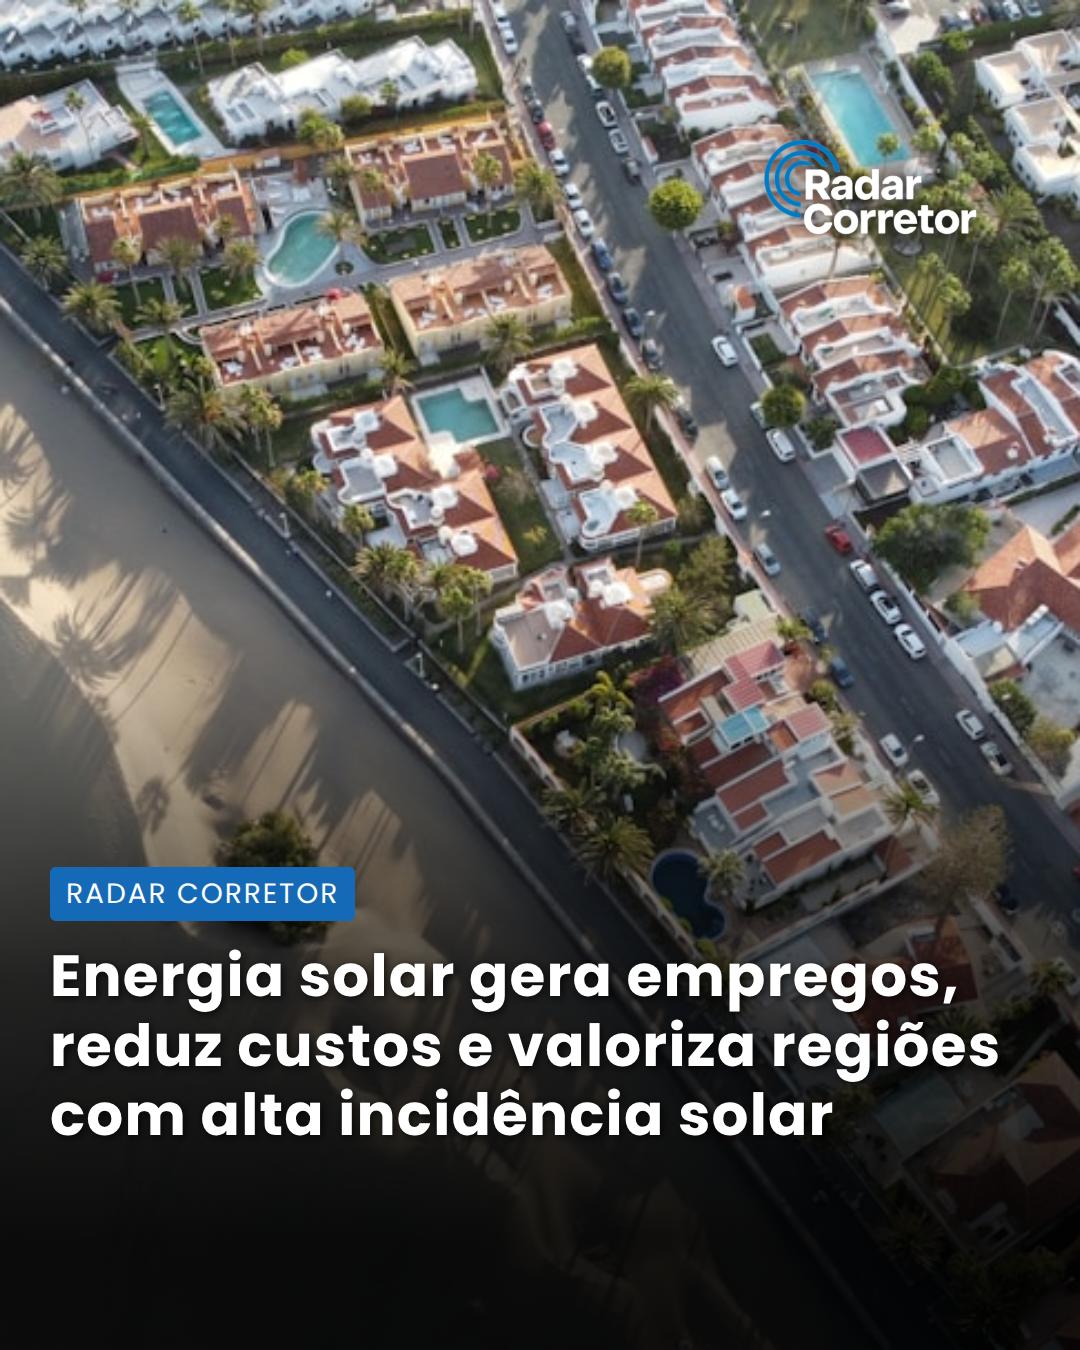 Radar
Corretor
RADAR CORRETOR
Energia solar gera empregos,
reduz custos e valoriza regiões
com alta incidência solar